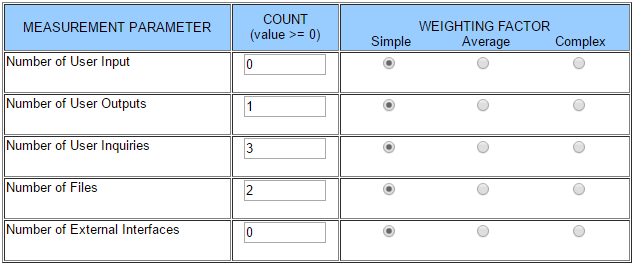 MEASUREMENT PARAMETER
COUNT
(value >= 0)
WEIGHTING FACTOR
Simple Average Complex
Number of User Input 0
Number of User Outputs 1
Number of User Inquiries 3
Number of Files 2
Number of External Interfaces 0